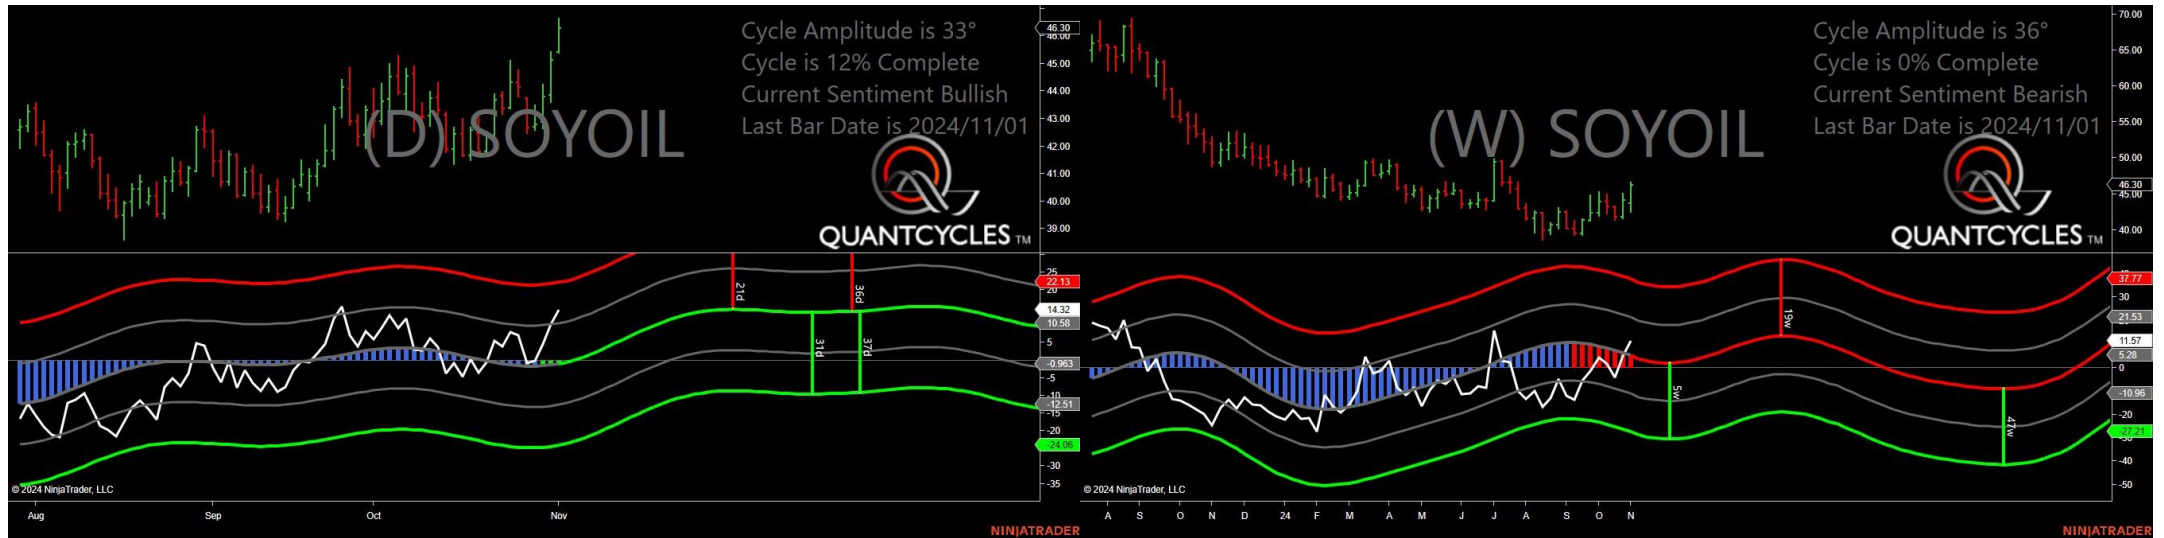 Cycle Amplitude is 33°
Cycle is 12% Complete
Current Sentiment Bullish
Last Bar Date is 2024/11/01
(D) SOYOIL
QUANTCYCLES TM
46.30
46.00
45.00
44.00
43.00
42.00
41.00
40.00
39.00
21d
36d
31d
37d
25
22.13
20
14.32
10.58
5
-0.963
-5
-10
-12.51
-15
-20
-24.06
-30
-35
© 2024 NinjaTrader, LLC
Aug Sep Oct Nov
NINJATRADER
Cycle Amplitude is 36°
Cycle is 0% Complete
Current Sentiment Bearish
Last Bar Date is 2024/11/01
(W) SOYOIL
QUANTCYCLES TM
70.00
65.00
60.00
55.00
50.00
46.30
45.00
40.00
19w
5w
47w
37.77
30
21.53
11.57
5.28
0
-10.96
-20
-27.21
-40
-50
© 2024 NinjaTrader, LLC
A S O N D 24 F M A M J J A S O N
NINJATRADER